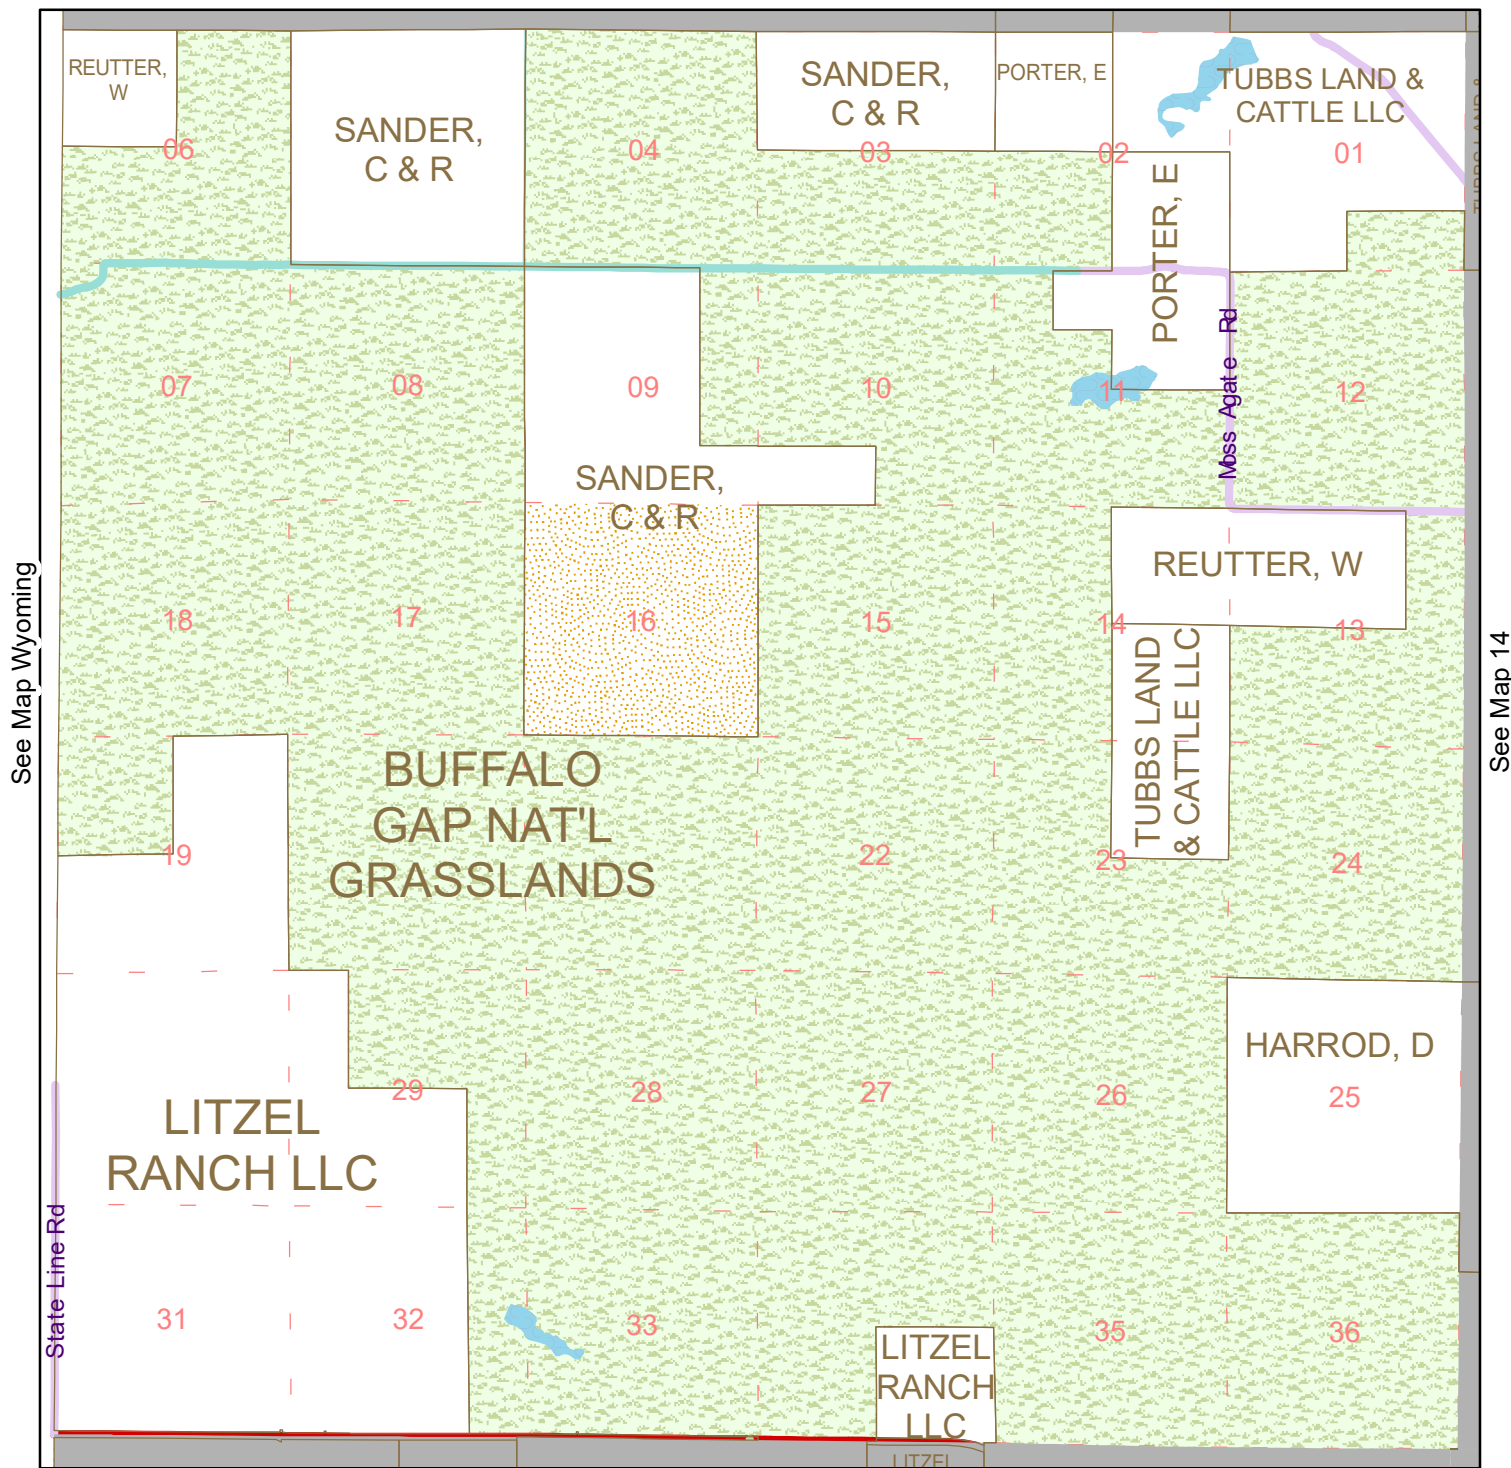 REUTTER,
W
SANDER,
C & R
SANDER,
C & R
PORTER, E
TUBBS LAND &
CATTLE LLC
TUBBS LAND &
06
04
03
02
01
PORTER, E
Moss Agate Rd
07
08
09
10
11
12
SANDER,
C & R
REUTTER, W
18
17
16
15
14
13
See Map Wyoming
See Map 14
TUBBS LAND
& CATTLE LLC
BUFFALO
GAP NAT'L
GRASSLANDS
19
22
23
24
HARROD, D
29
28
27
26
25
LITZEL
RANCH LLC
State Line Rd
31
32
33
35
36
LITZEL
RANCH
LLC
LITZEL